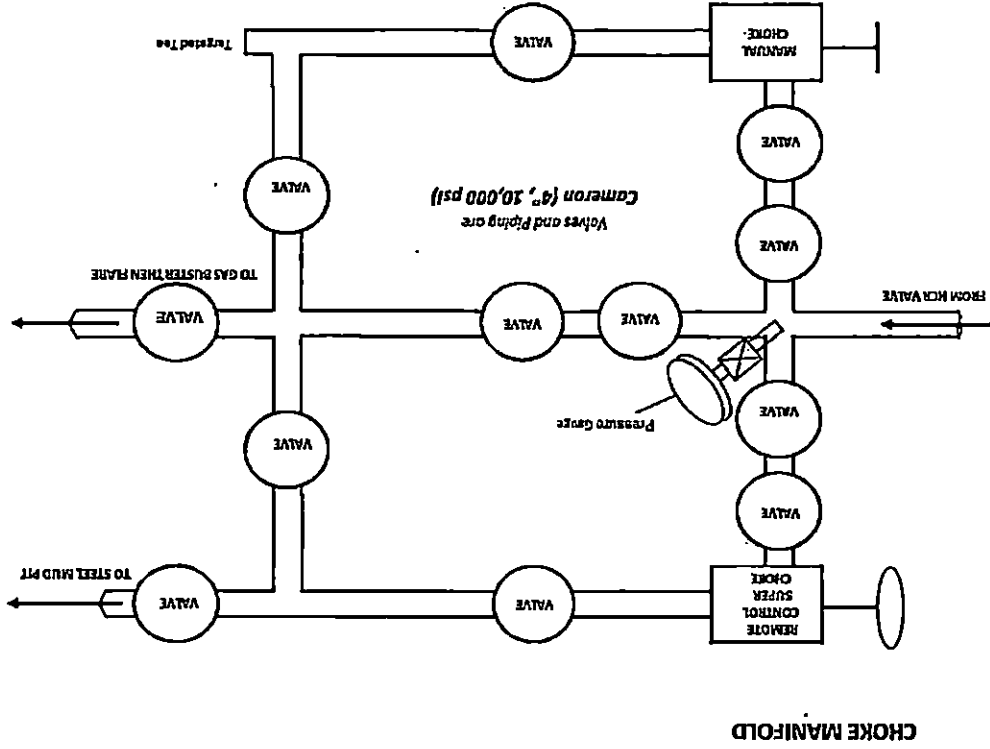 CHOKE MANIFOLD
REMOTE
CONTROL
SUPER
CHOKE
VALVE
VALVE
TO STEEL MUD PIT
VALVE
VALVE
VALVE
Pressure Gauge
VALVE
VALVE
VALVE
FROM HCR VALVE
TO GAS BUSTER THEN FLARE
VALVE
Valves and Piping are
Cameron (4", 10,000 psi)
VALVE
VALVE
MANUAL
CHOKE
VALVE
Targeted Tee